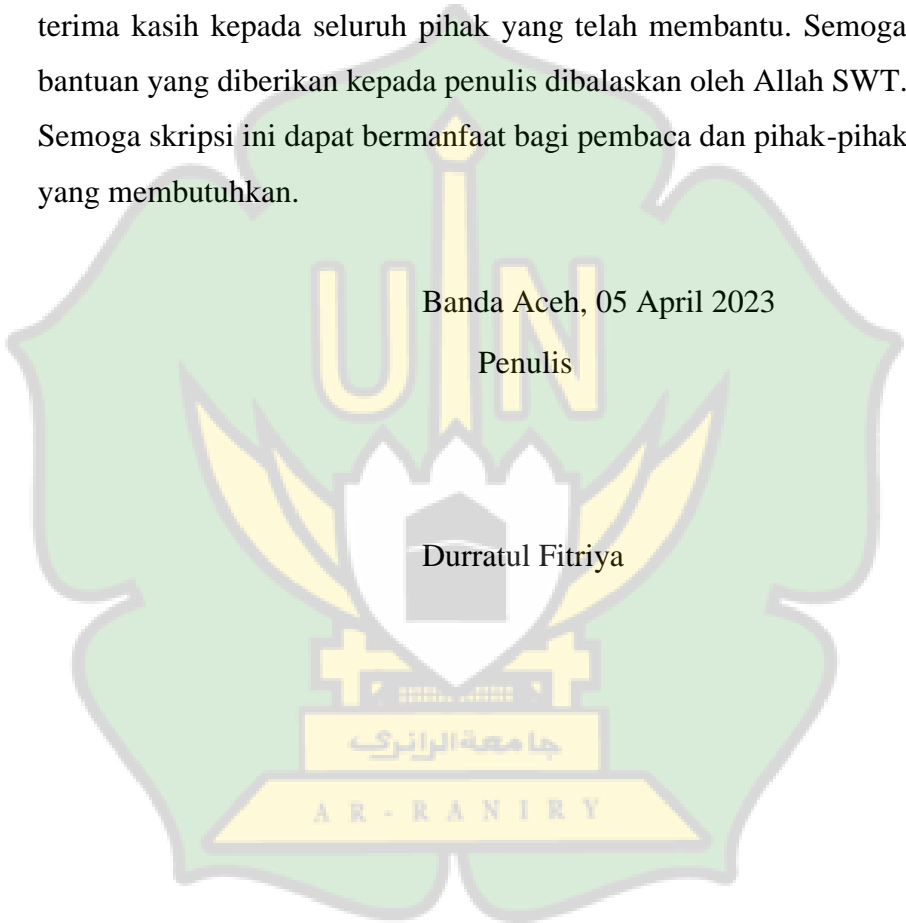 terima kasih kepada seluruh pihak yang telah membantu. Semoga
bantuan yang diberikan kepada penulis dibalaskan oleh Allah SWT.
Semoga skripsi ini dapat bermanfaat bagi pembaca dan pihak-pihak
yang membutuhkan.
UIN
Banda Aceh, 05 April 2023
Penulis
Durratul Fitriya
جامعة الرانري
AR-RANIRY